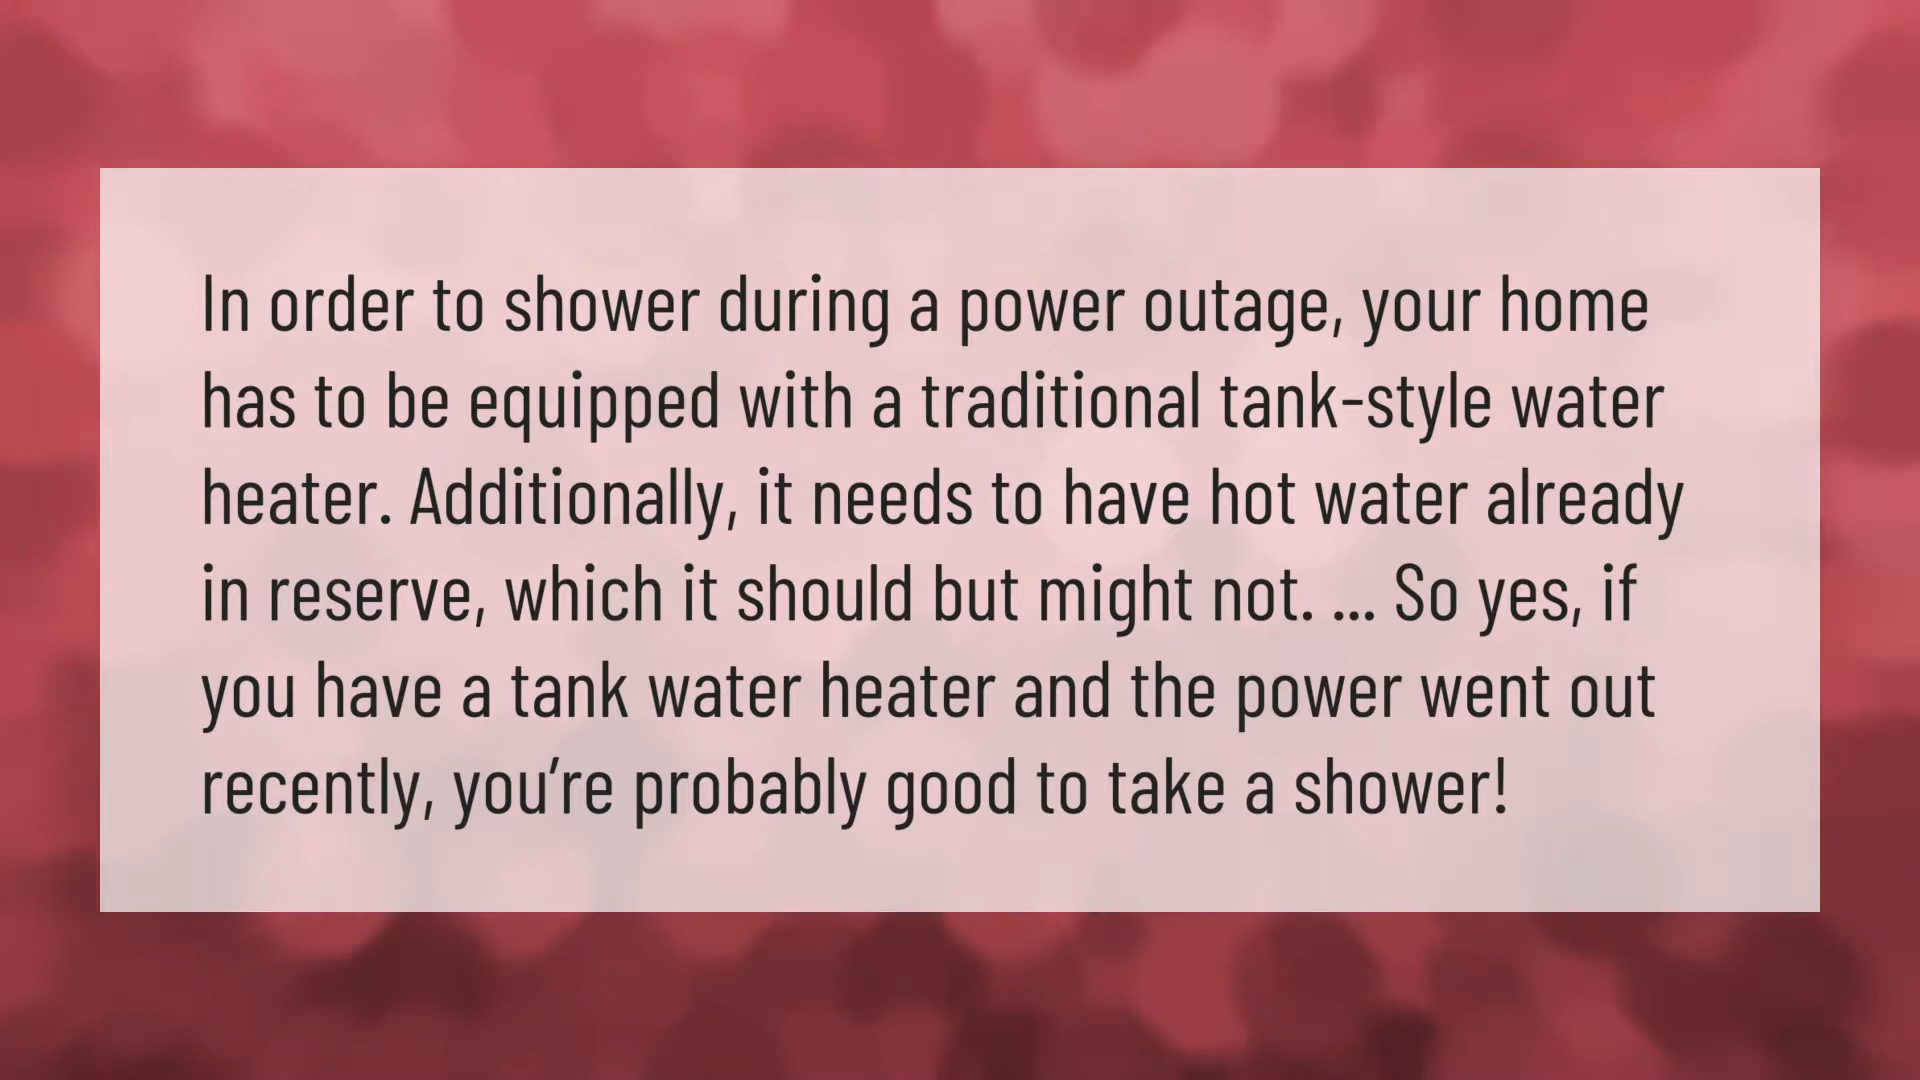 In order to shower during a power outage, your home
has to be equipped with a traditional tank-style water
heater. Additionally, it needs to have hot water already
in reserve, which it should but might not. ... So yes, if
you have a tank water heater and the power went out
recently, you’re probably good to take a shower!